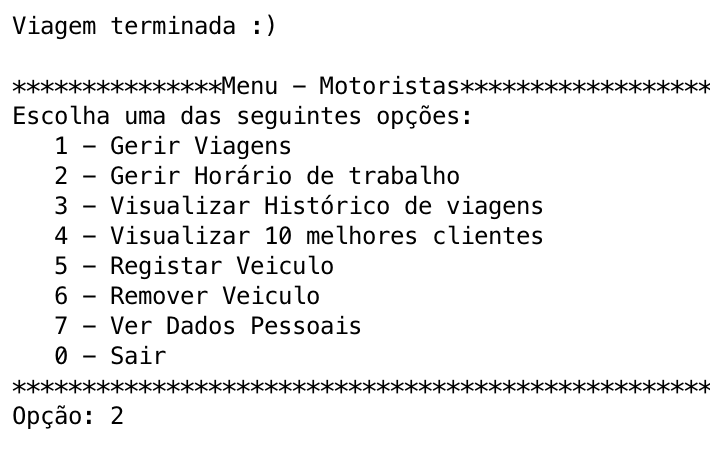 Viagem terminada :)
***************Menu – Motoristas******************
Escolha uma das seguintes opções:
1 – Gerir Viagens
2 – Gerir Horário de trabalho
3 – Visualizar Histórico de viagens
4 – Visualizar 10 melhores clientes
5 – Registar Veiculo
6 – Remover Veiculo
7 – Ver Dados Pessoais
0 – Sair
**************************************************
Opção: 2